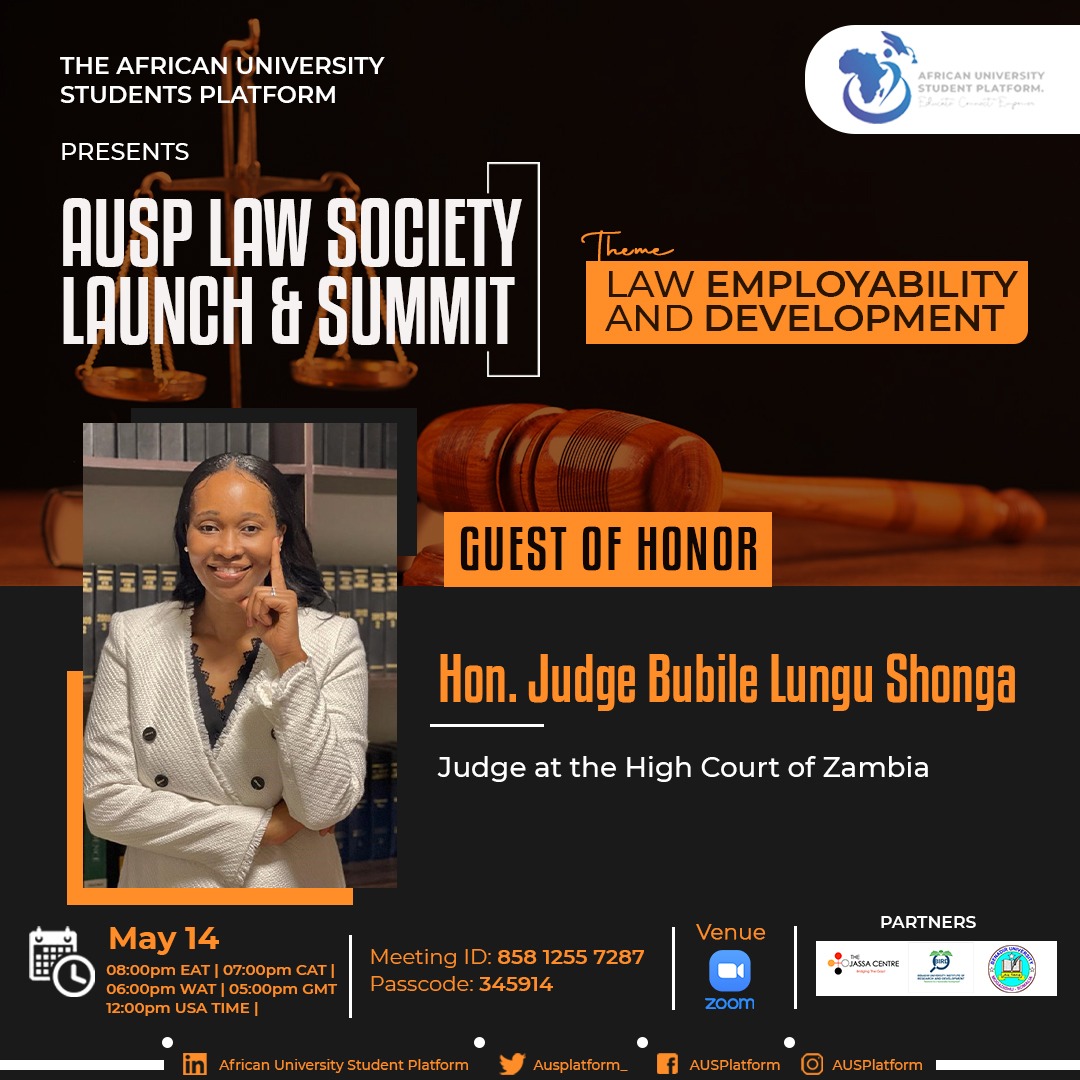 THE AFRICAN UNIVERSITY
STUDENTS PLATFORM
AFRICAN UNIVERSITY
STUDENT PLATFORM.
Educate Connect Empower
PRESENTS
AUSP LAW SOCIETY
LAUNCH & SUMMIT
Theme
LAW EMPLOYABILITY
AND DEVELOPMENT
GUEST OF HONOR
Hon. Judge Bubile Lungu Shonga
Judge at the High Court of Zambia
May 14
08:00pm EAT | 07:00pm CAT |
06:00pm WAT | 05:00pm GMT
12:00pm USA TIME |
Meeting ID: 858 1255 7287
Passcode: 345914
Venue
zoom
PARTNERS
THE
JASSA CENTRE
African University Student Platform
Ausplatform_
AUSPlatform
AUSPlatform